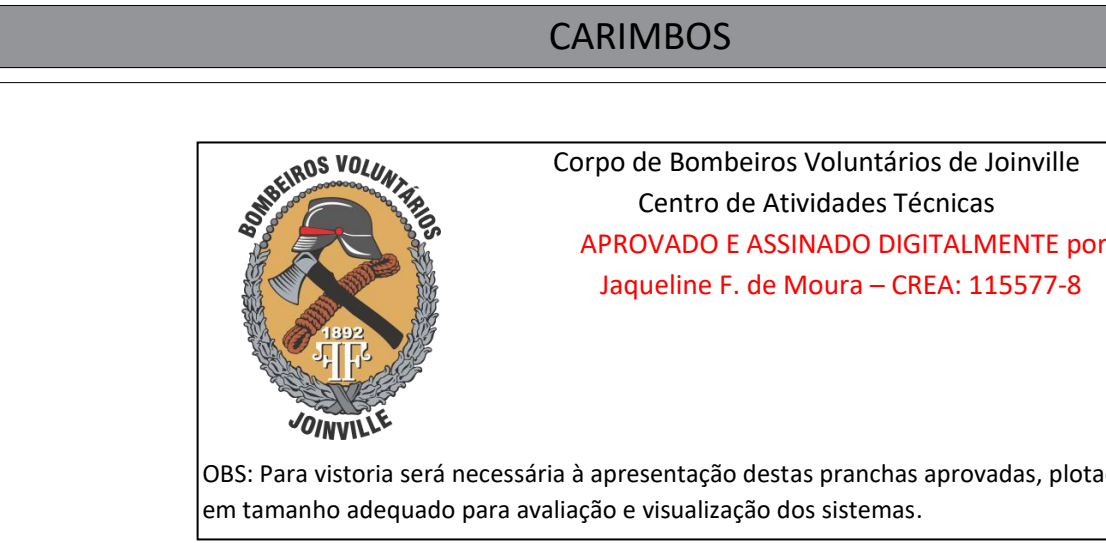 CARIMBOS
BOMBEIROS VOLUNTÁRIOS
1892
JOINVILLE
Corpo de Bombeiros Voluntários de Joinville
Centro de Atividades Técnicas
APROVADO E ASSINADO DIGITALMENTE por
Jaqueline F. de Moura – CREA: 115577-8
OBS: Para vistoria será necessária à apresentação destas pranchas aprovadas,
em tamanho adequado para avaliação e visualização dos sistemas.